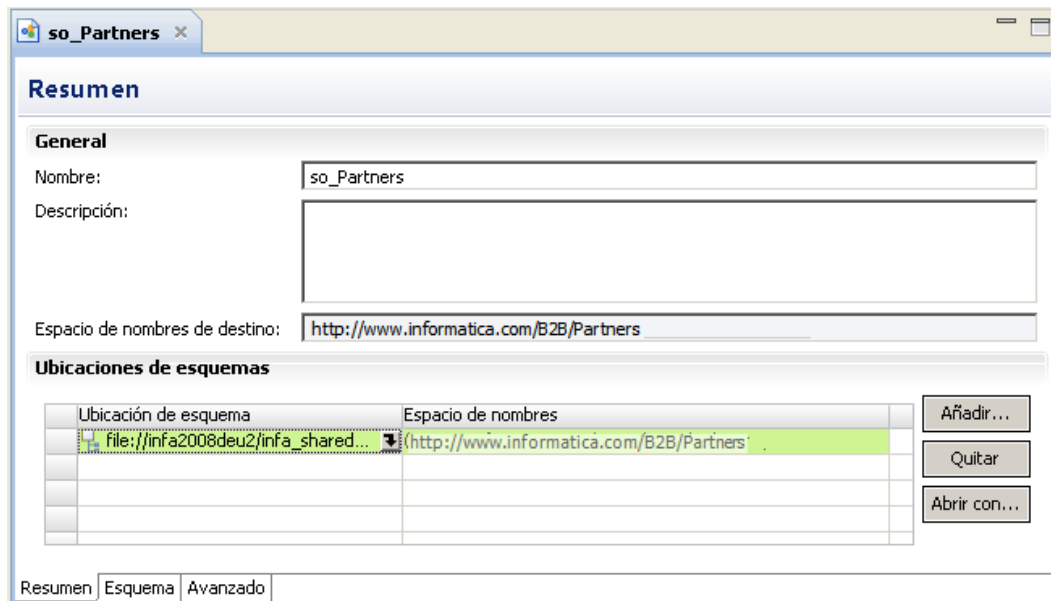 so_Partners
Resumen
General
Nombre: so_Partners
Descripción:
Espacio de nombres de destino: http://www.informatica.com/B2B/Partners
Ubicaciones de esquemas
Ubicación de esquema Espacio de nombres Añadir...
file://infa2008deu2/infa_shared... (http://www.informatica.com/B2B/Partners
Quitar
Abrir con...
Resumen Esquema Avanzado